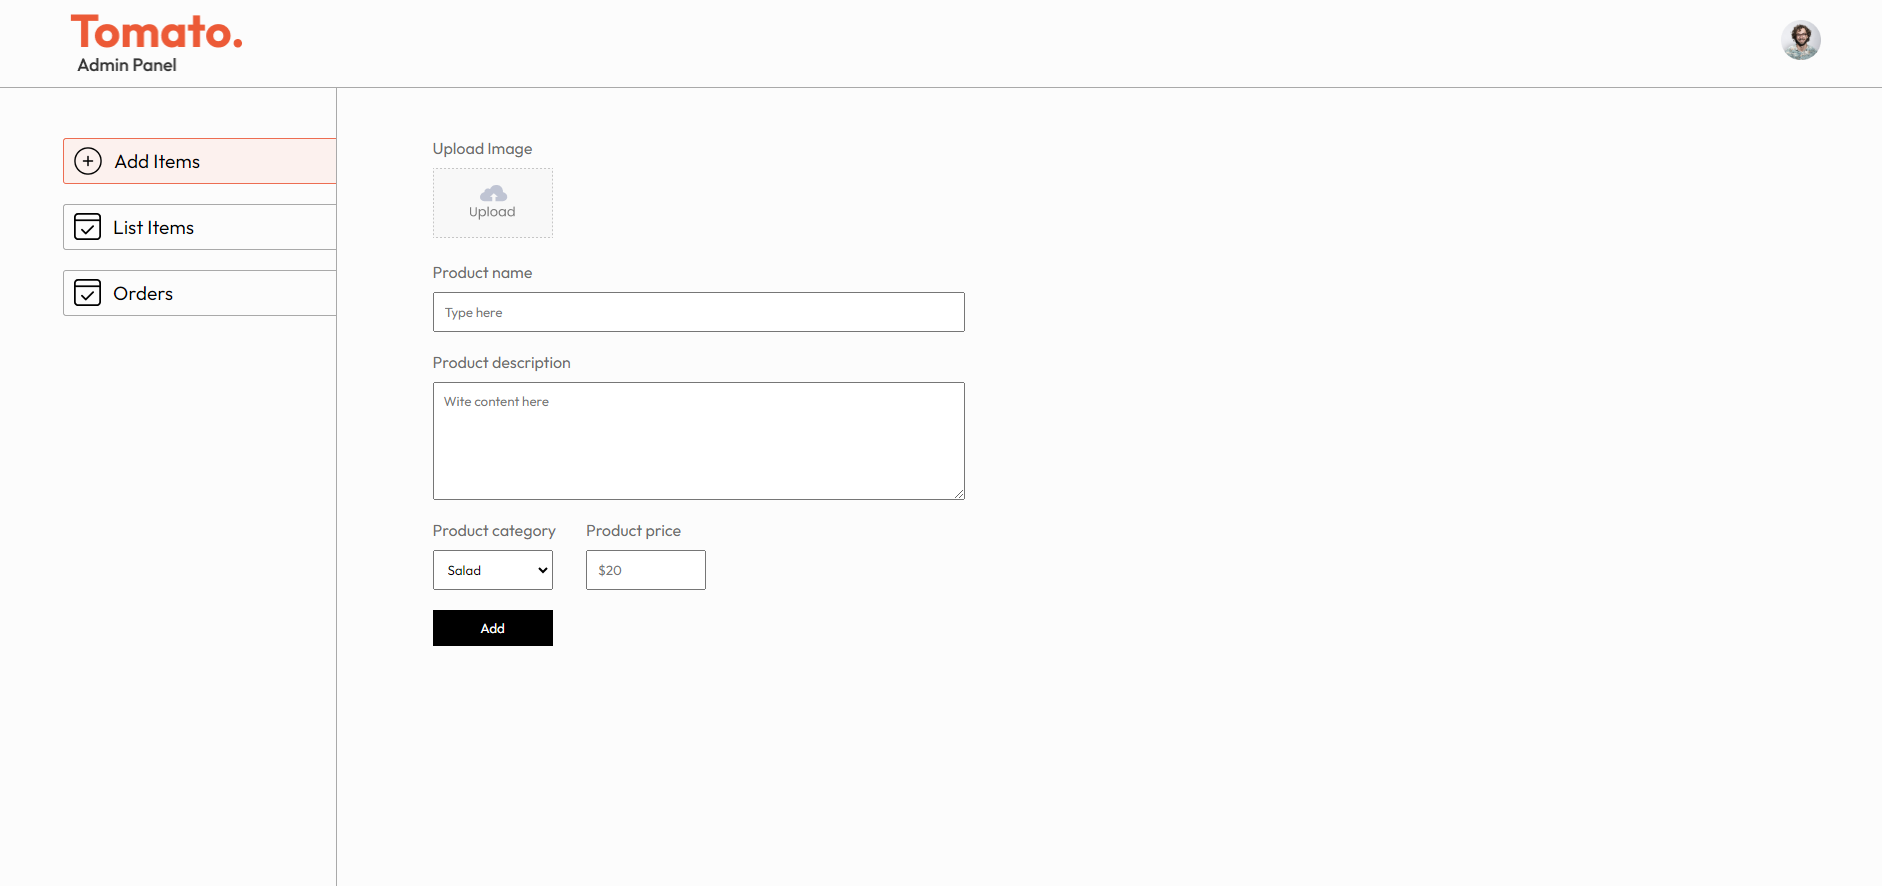 Tomato.
Admin Panel
Add Items
List Items
Orders
Upload Image
Upload
Product name
Type here
Product description
Wite content here
Product category
Product price
Salad
$20
Add